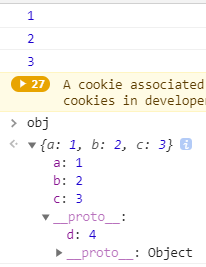 1
2
3
27 A cookie associated
cookies in develope
> obj
{a: 1, b: 2, c: 3} i
a: 1
b: 2
c: 3
__proto__:
d: 4
__proto__: Object